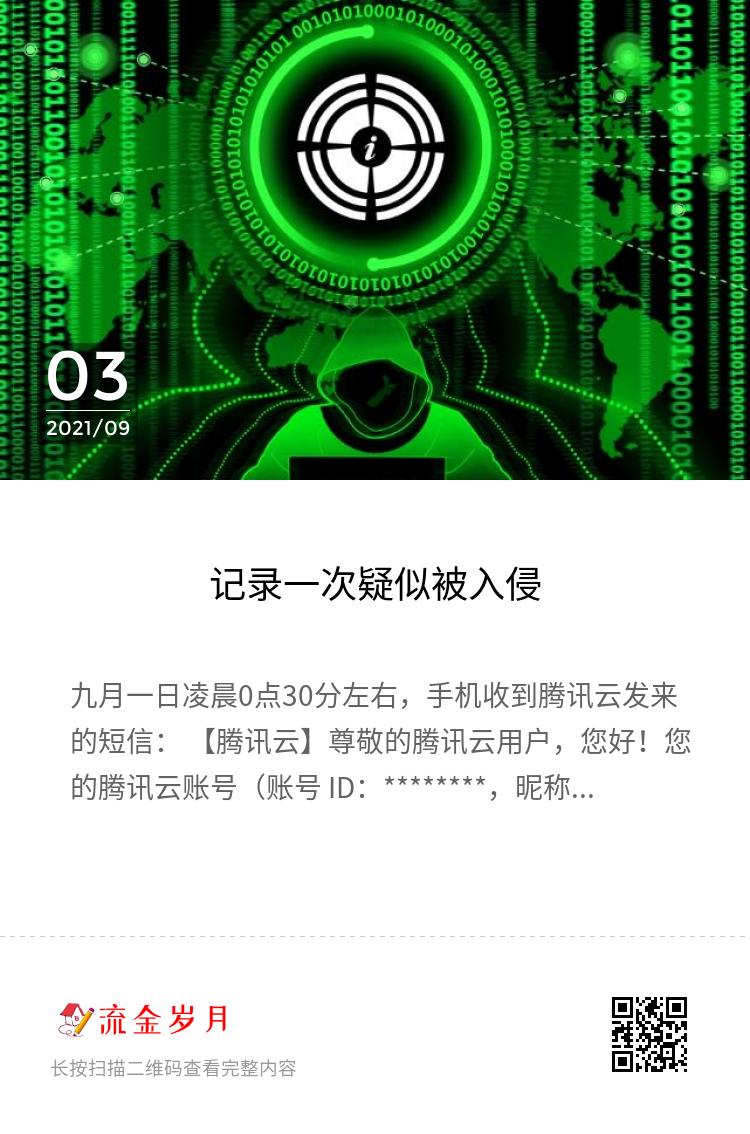 03
2021/09
记录一次疑似被入侵
九月一日凌晨0点30分左右，手机收到腾讯云发来
的短信： 【腾讯云】尊敬的腾讯云用户，您好！您
的腾讯云账号（账号 ID：********，昵称...
流金岁月
长按扫描二维码查看完整内容